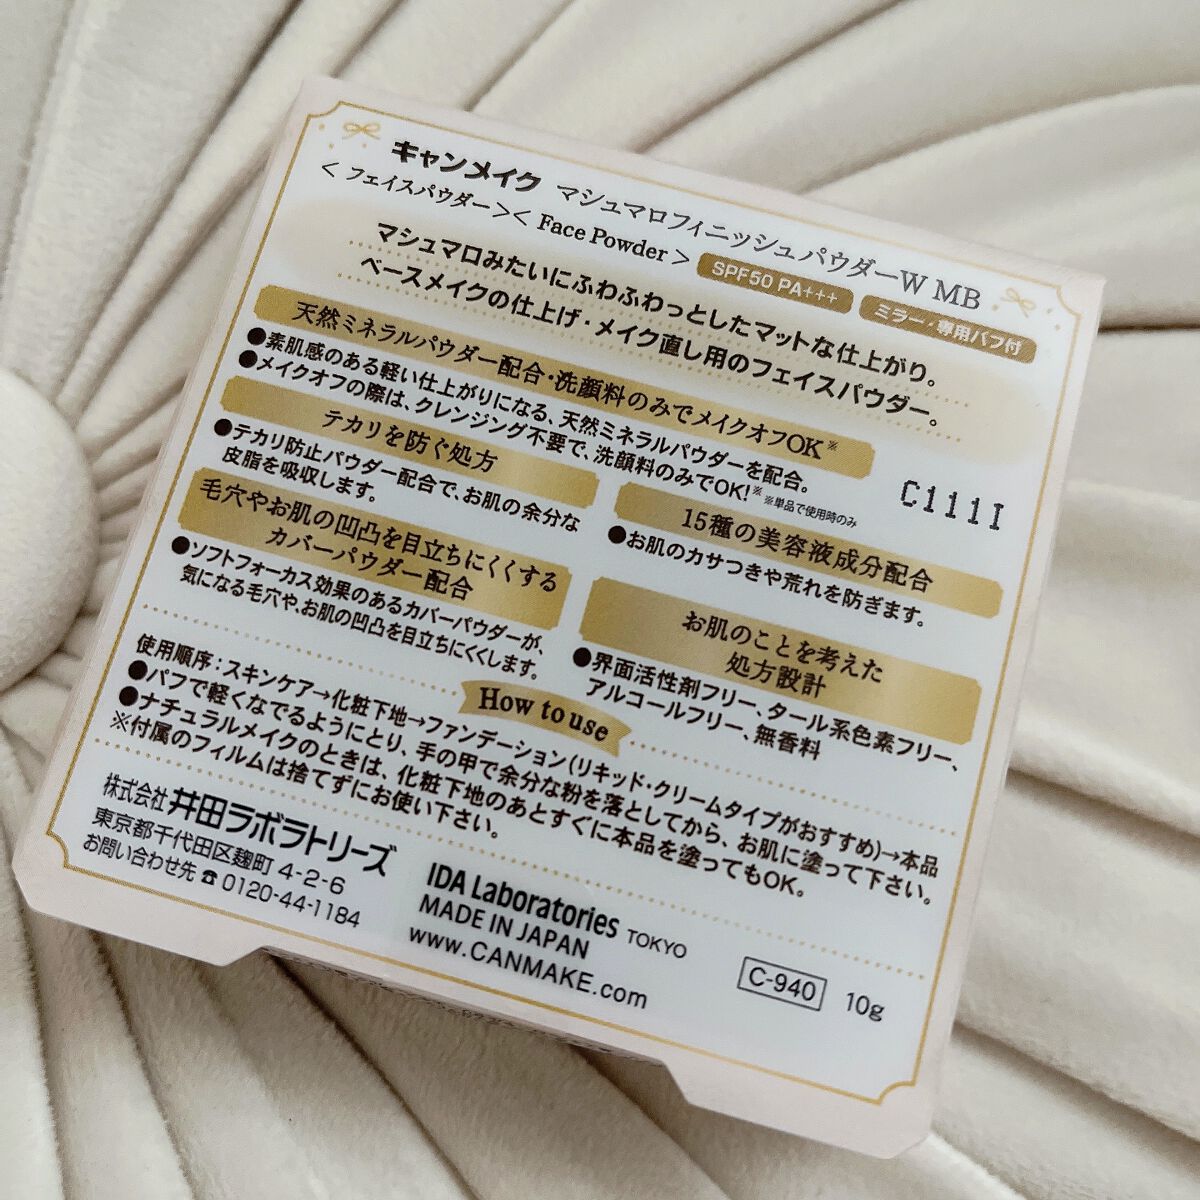 キャンメイク マシュマロフィニッシュパウダーW MB
＜フェイスパウダー＞＜Face Powder＞ SPF50 PA+++ ミラー・専用パフ付
マシュマロみたいにふわふわっとしたマットな仕上がり。
ベースメイクの仕上げ・メイク直し用のフェイスパウダー。
天然ミネラルパウダー配合・洗顔料のみでメイクオフOK※
●素肌感のある軽い仕上がりになる、天然ミネラルパウダーを配合。
●メイクオフの際は、クレンジング不要で、洗顔料のみでOK!※ ※単品で使用時のみ
C111I
テカリを防ぐ処方
●テカリ防止パウダー配合で、お肌の余分な
皮脂を吸収します。
毛穴やお肌の凹凸を目立ちにくくする
カバーパウダー配合
●ソフトフォーカス効果のあるカバーパウダーが、
気になる毛穴や、お肌の凹凸を目立ちにくくします。
15種の美容液成分配合
●お肌のカサつきや荒れを防ぎます。
お肌のことを考えた
処方設計
●界面活性剤フリー、タール系色素フリー、
アルコールフリー、無香料
How to use
使用順序：スキンケア→化粧下地→ファンデーション（リキッド・クリームタイプがおすすめ）→本品
●パフで軽くなでるようにとり、手の甲で余分な粉を落としてから、お肌に塗って下さい。
●ナチュラルメイクのときは、化粧下地のあとすぐに本品を塗ってもOK。
※付属のフィルムは捨てずにお使い下さい。
株式会社 井田ラボラトリーズ
東京都千代田区麹町 4-2-6
お問い合わせ先 ☎ 0120-44-1184
IDA Laboratories TOKYO
MADE IN JAPAN
www.CANMAKE.com
C-940 10g